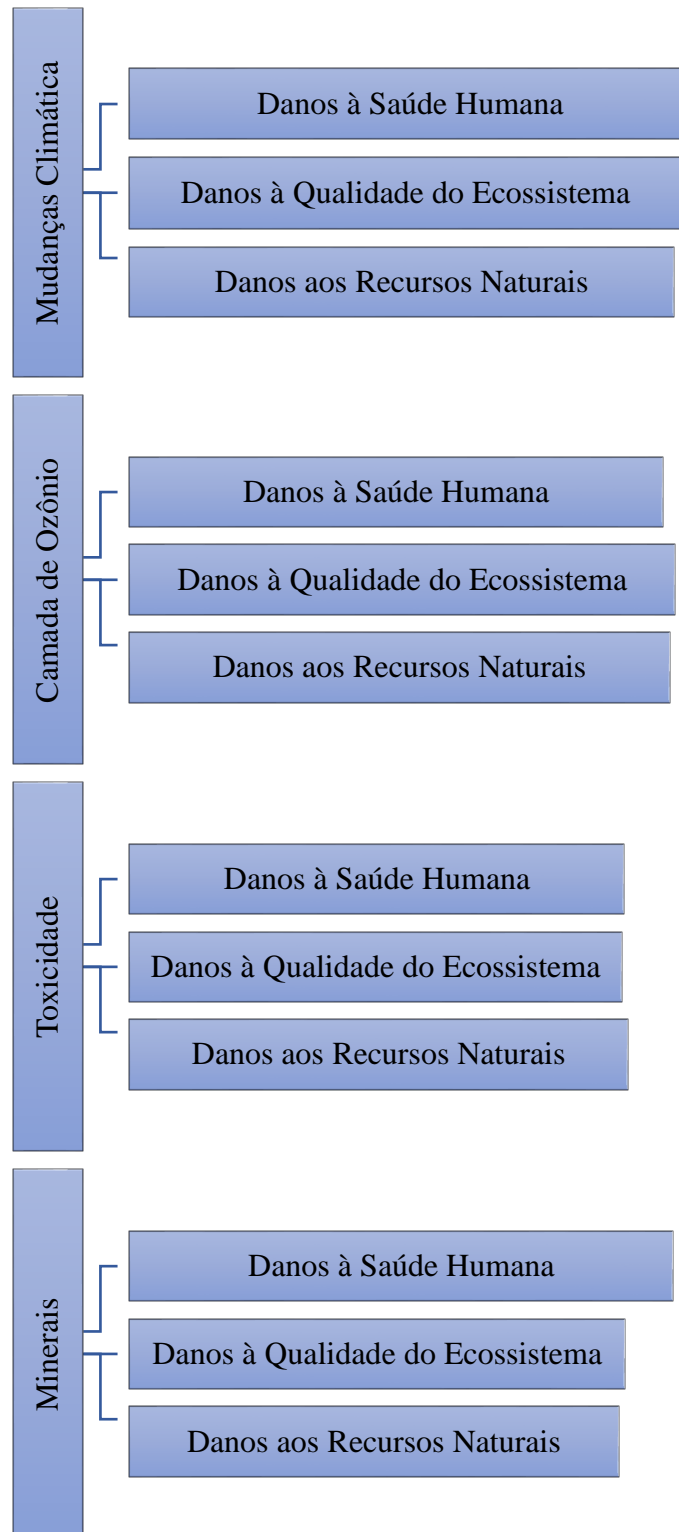 Mudanças Climática
Danos à Saúde Humana
Danos à Qualidade do Ecossistema
Danos aos Recursos Naturais
Camada de Ozônio
Danos à Saúde Humana
Danos à Qualidade do Ecossistema
Danos aos Recursos Naturais
Toxicidade
Danos à Saúde Humana
Danos à Qualidade do Ecossistema
Danos aos Recursos Naturais
Minerais
Danos à Saúde Humana
Danos à Qualidade do Ecossistema
Danos aos Recursos Naturais